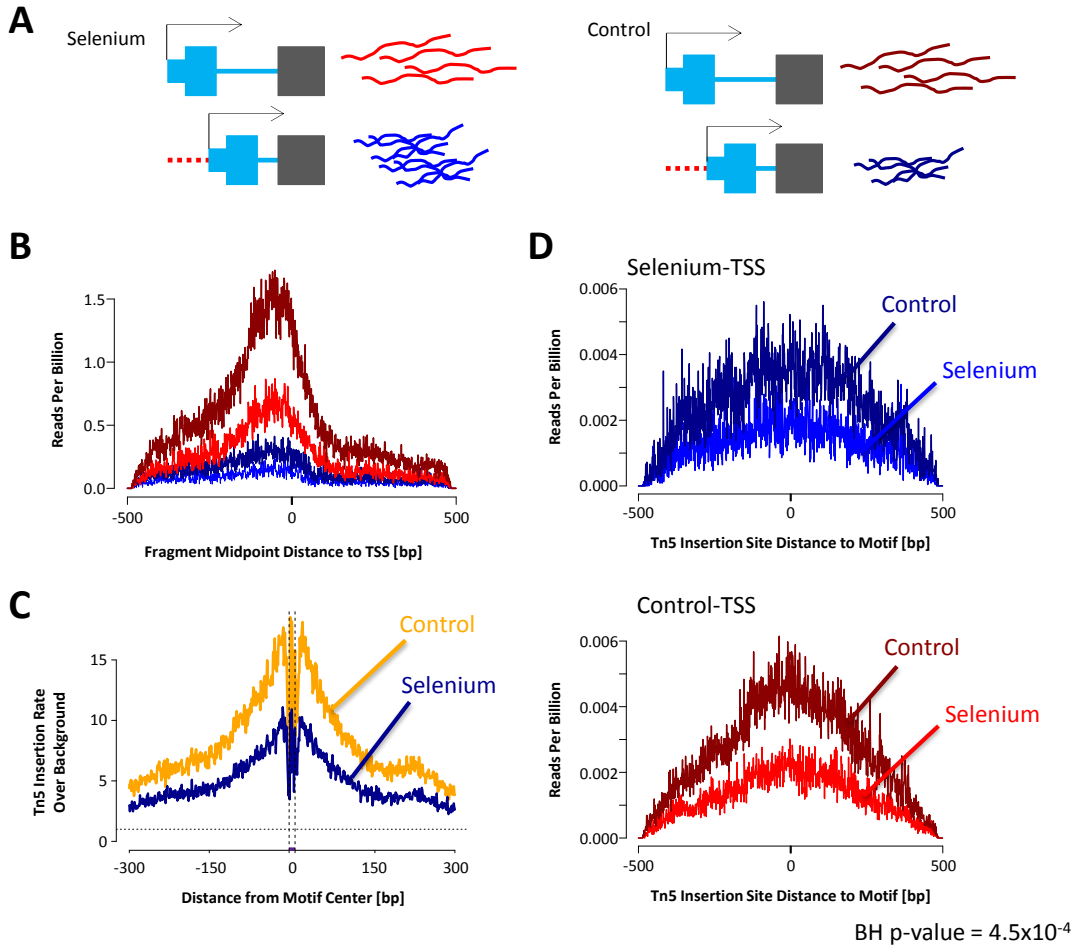 A
Selenium
Control
B
1.5
1.0
0.5
0.0
Reads Per Billion
-500
0
500
Fragment Midpoint Distance to TSS [bp]
C
15
10
5
0
Tn5 Insertion Rate
Over Background
Control
Selenium
-300
-150
0
150
300
Distance from Motif Center [bp]
D
Selenium-TSS
0.006
0.004
0.002
0.000
Reads Per Billion
Control
Selenium
-500
0
500
Tn5 Insertion Site Distance to Motif [bp]
Control-TSS
0.006
0.004
0.002
0.000
Reads Per Billion
Control
Selenium
-500
0
500
Tn5 Insertion Site Distance to Motif [bp]
BH p-value = 4.5x10⁻⁴